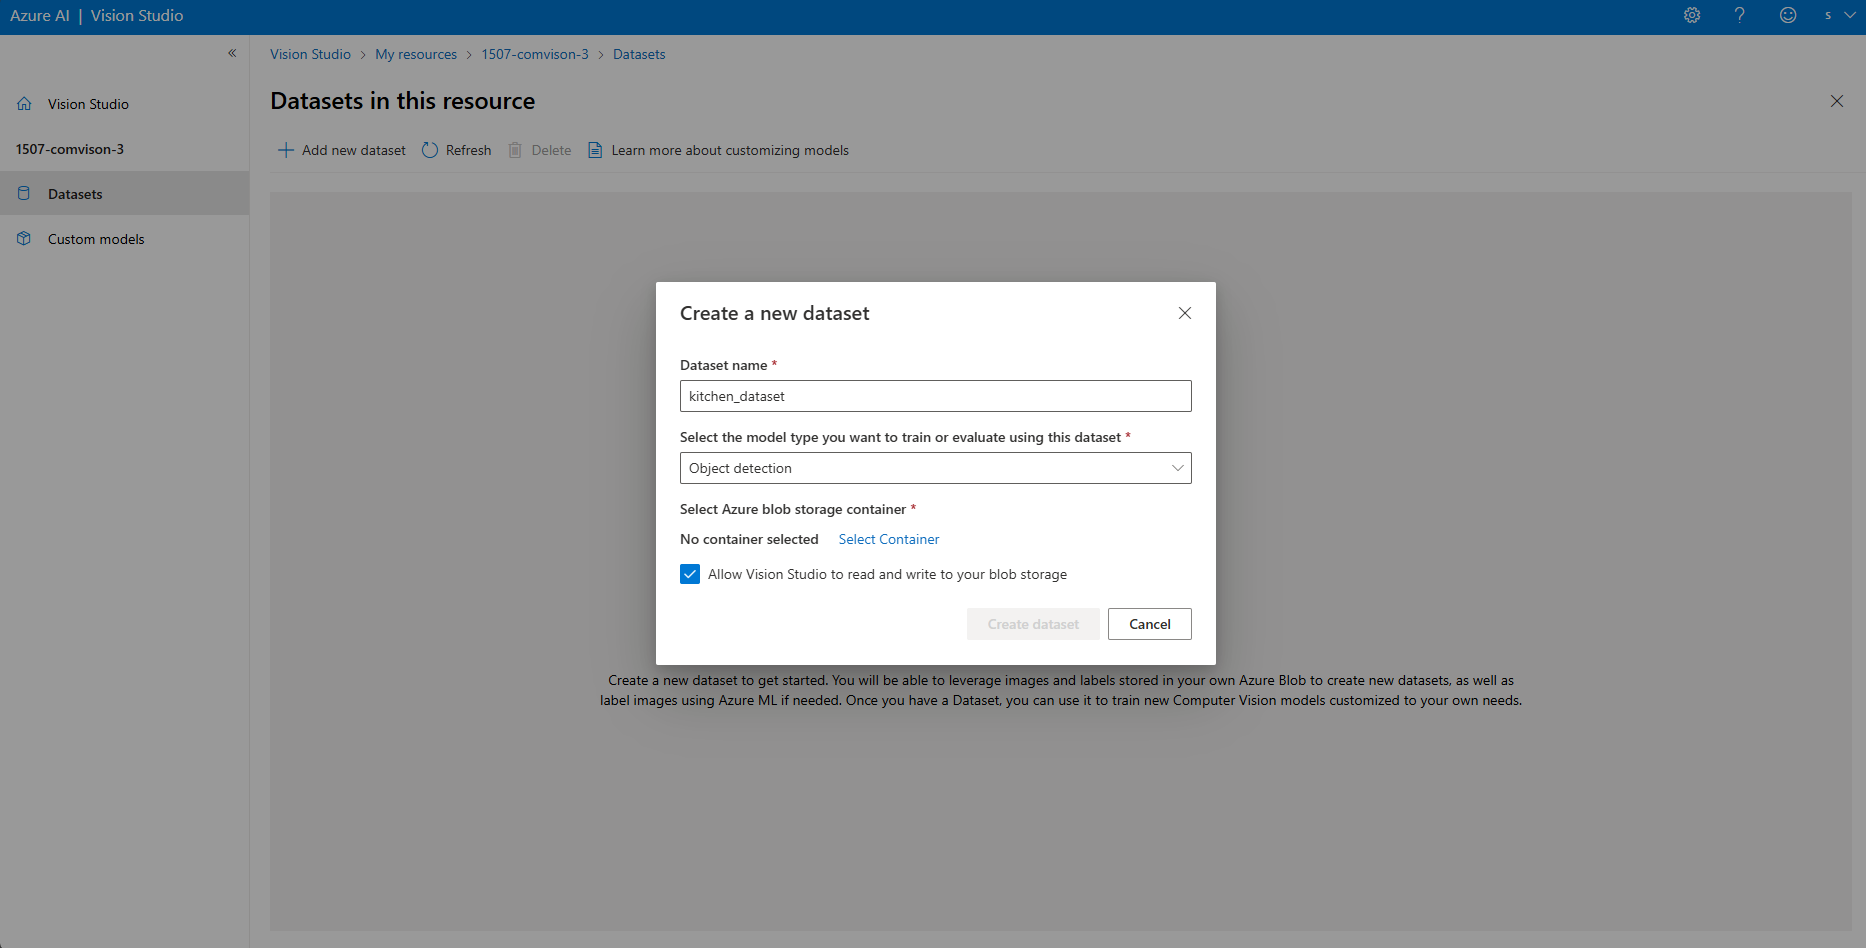 Azure AI | Vision Studio
s
Vision Studio
1507-comvison-3
Datasets
Custom models
Vision Studio > My resources > 1507-comvison-3 > Datasets
Datasets in this resource
Add new dataset Refresh Delete Learn more about customizing models
Create a new dataset
Dataset name *
kitchen_dataset
Select the model type you want to train or evaluate using this dataset *
Object detection
Select Azure blob storage container *
No container selected Select Container
Allow Vision Studio to read and write to your blob storage
Create dataset Cancel
Create a new dataset to get started. You will be able to leverage images and labels stored in your own Azure Blob to create new datasets, as well as
label images using Azure ML if needed. Once you have a Dataset, you can use it to train new Computer Vision models customized to your own needs.